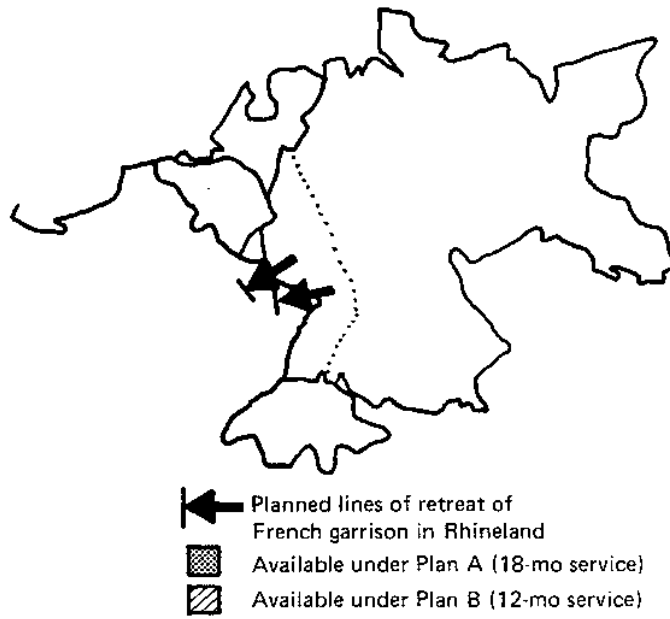 Planned lines of retreat of
French garrison in Rhineland
Available under Plan A (18-mo service)
Available under Plan B (12-mo service)